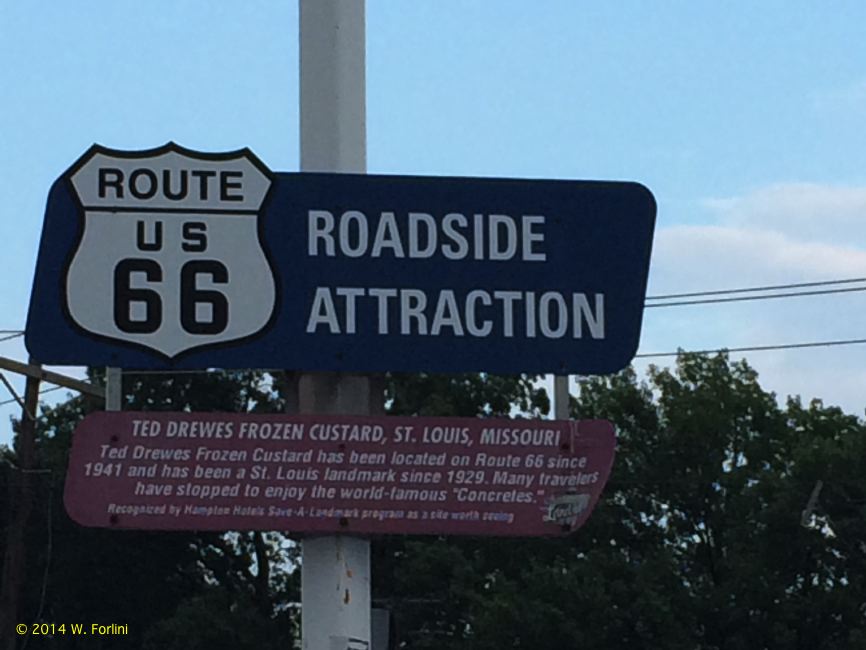 ROUTE
US
66
ROADSIDE
ATTRACTION
TED DREWES FROZEN CUSTARD, ST. LOUIS, MISSOURI
Ted Drewes Frozen Custard has been located on Route 66 since
1941 and has been a St. Louis landmark since 1929. Many travelers
have stopped to enjoy the world-famous "Concretes."
Recognized by Hampton Hotels Save-A-Landmark program as a site worth seeing
© 2014 W. Forlini